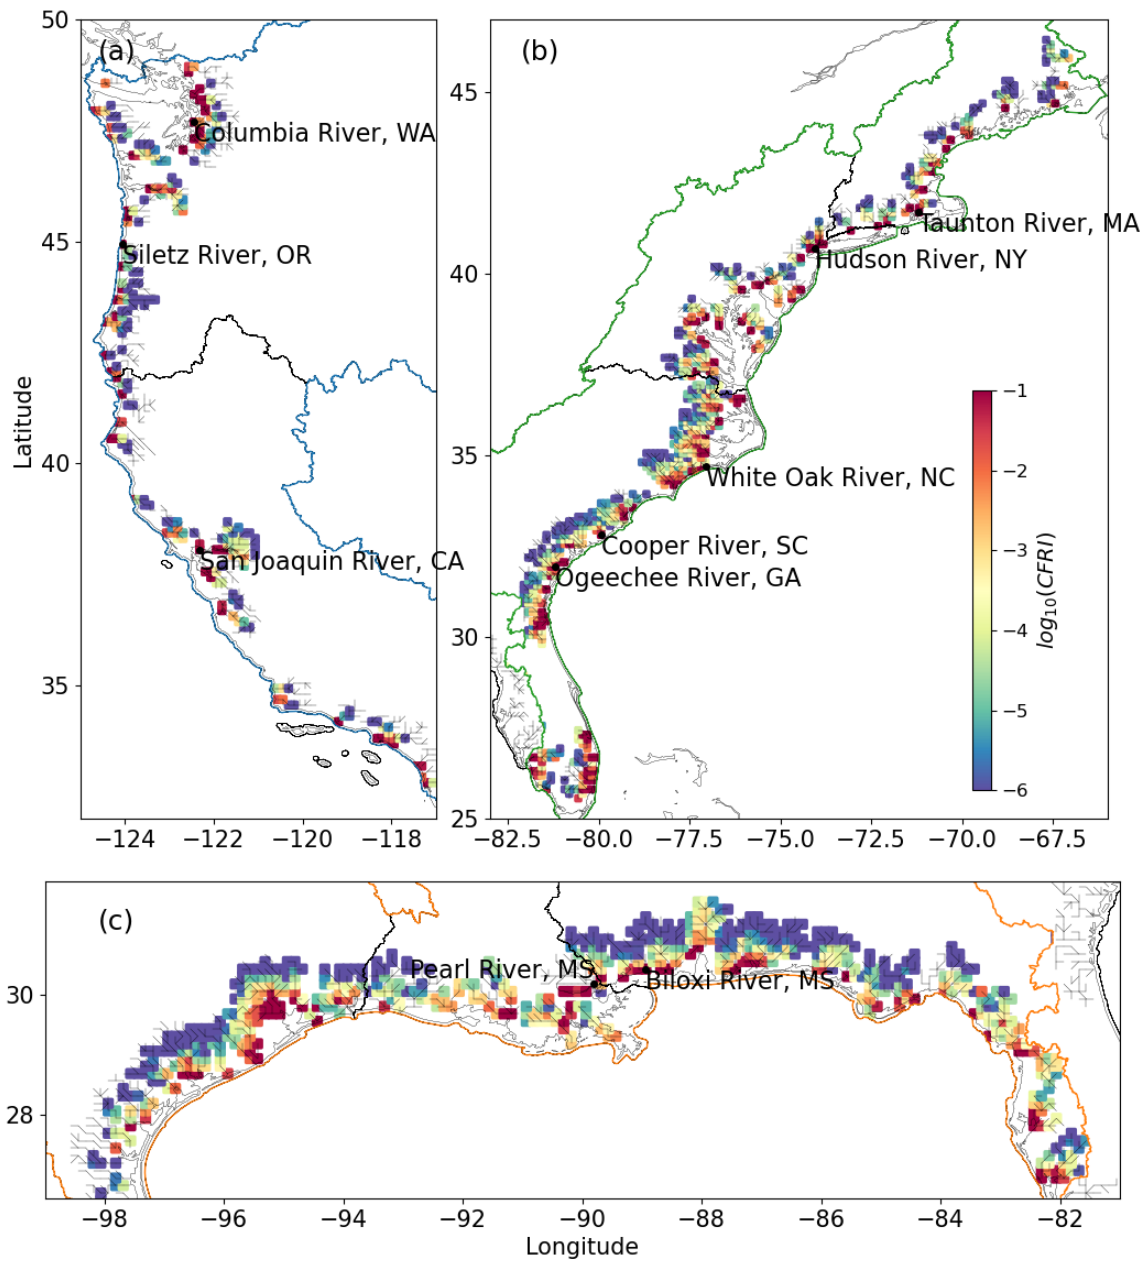 (a)
50
45
40
35
Latitude
Columbia River, WA
Siletz River, OR
San Joaquin River, CA
−124
−122
−120
−118
(b)
45
40
35
30
25
Taunton River, MA
Hudson River, NY
White Oak River, NC
Cooper River, SC
Ogeechee River, GA
−1
−2
−3
−4
−5
−6
log10(CFRI)
−82.5
−80.0
−77.5
−75.0
−72.5
−70.0
−67.5
(c)
30
28
Pearl River, MS
Biloxi River, MS
−98
−96
−94
−92
−90
−88
−86
−84
−82
Longitude